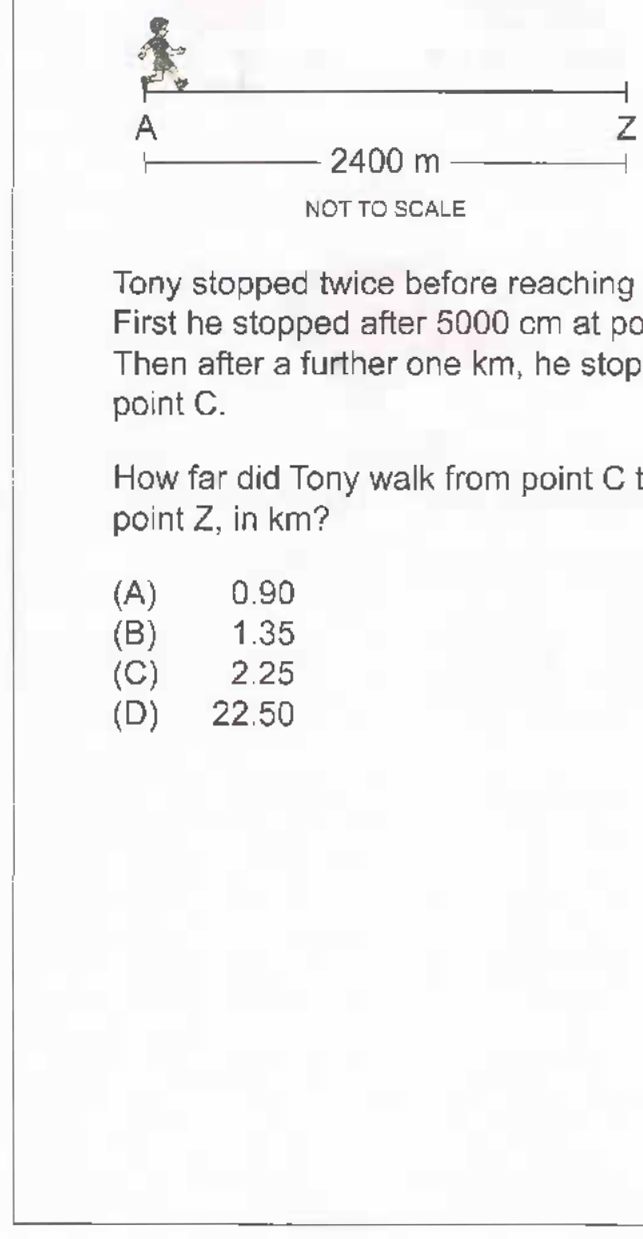 A Z
2400 m
NOT TO SCALE
Tony stopped twice before reaching
First he stopped after 5000 cm at po
Then after a further one km, he stop
point C.
How far did Tony walk from point C t
point Z, in km?
(A) 0.90
(B) 1.35
(C) 2.25
(D) 22.50